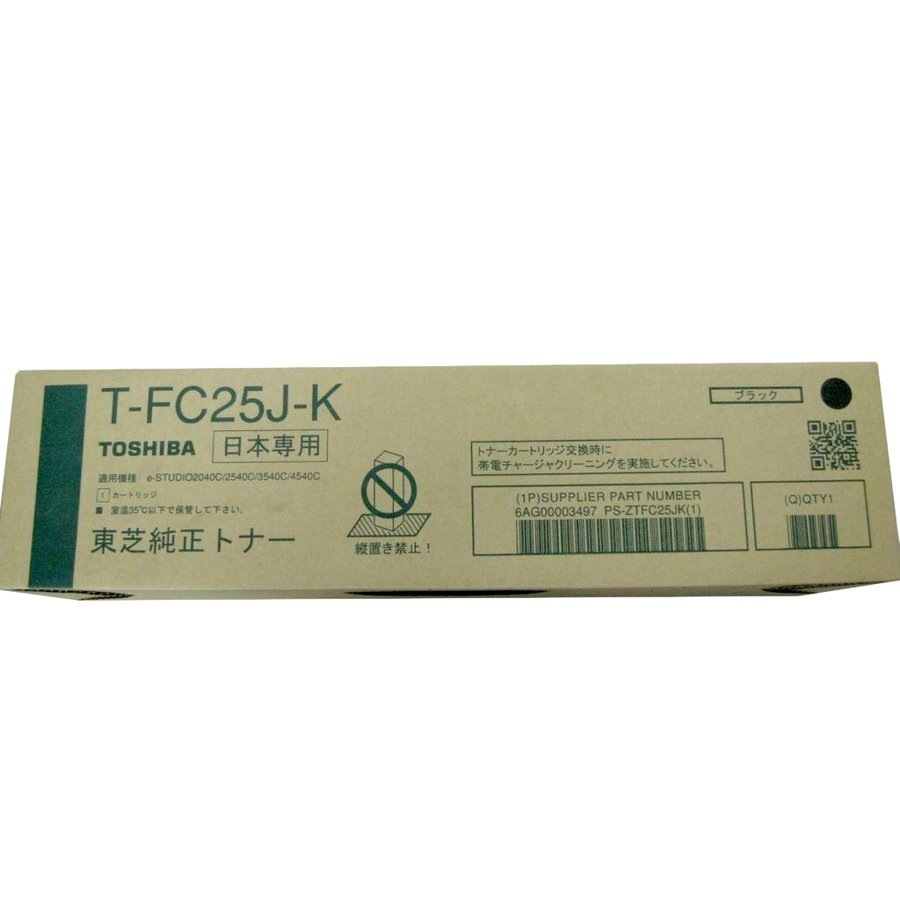 T-FC25J-K
TOSHIBA 日本専用
適用機種 e-STUDIO2040C/2540C/3540C/4540C
1 カートリッジ
■ 室温35℃以下で保管して下さい。
東芝純正トナー
縦置き禁止！
ブラック
トナーカートリッジ交換時に
帯電チャージャクリーニングを実施してください。
(1P)SUPPLIER PART NUMBER
6AG00003497 PS-ZTFC25JK(1)
(Q)QTY1